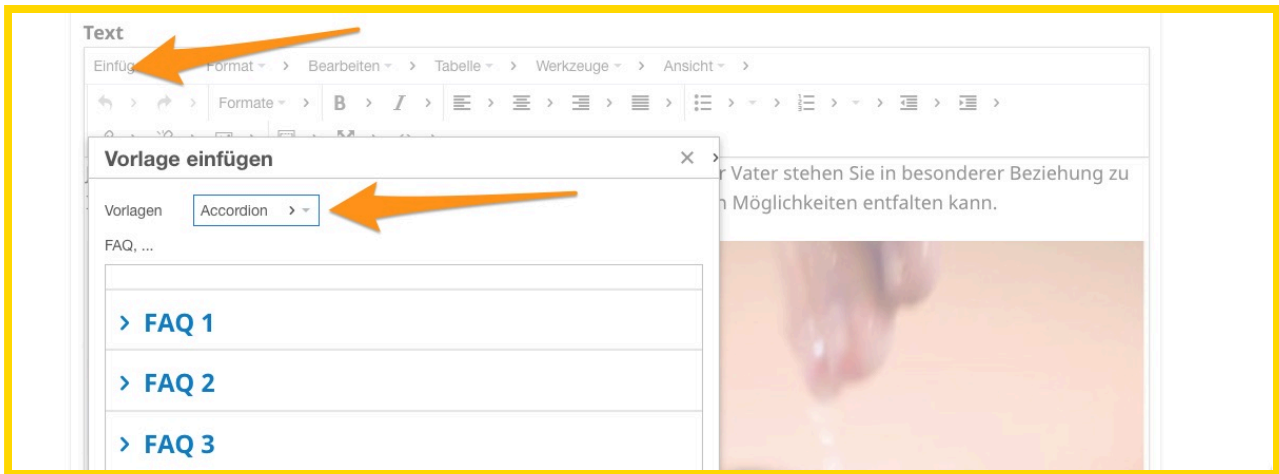 Text
Einfüg
Format Bearbeiten Tabelle Werkzeuge Ansicht
Formate B I
Vorlage einfügen
r Vater stehen Sie in besonderer Beziehung zu
Vorlagen Accordion
n Möglichkeiten entfalten kann.
FAQ, ...
FAQ 1
FAQ 2
FAQ 3